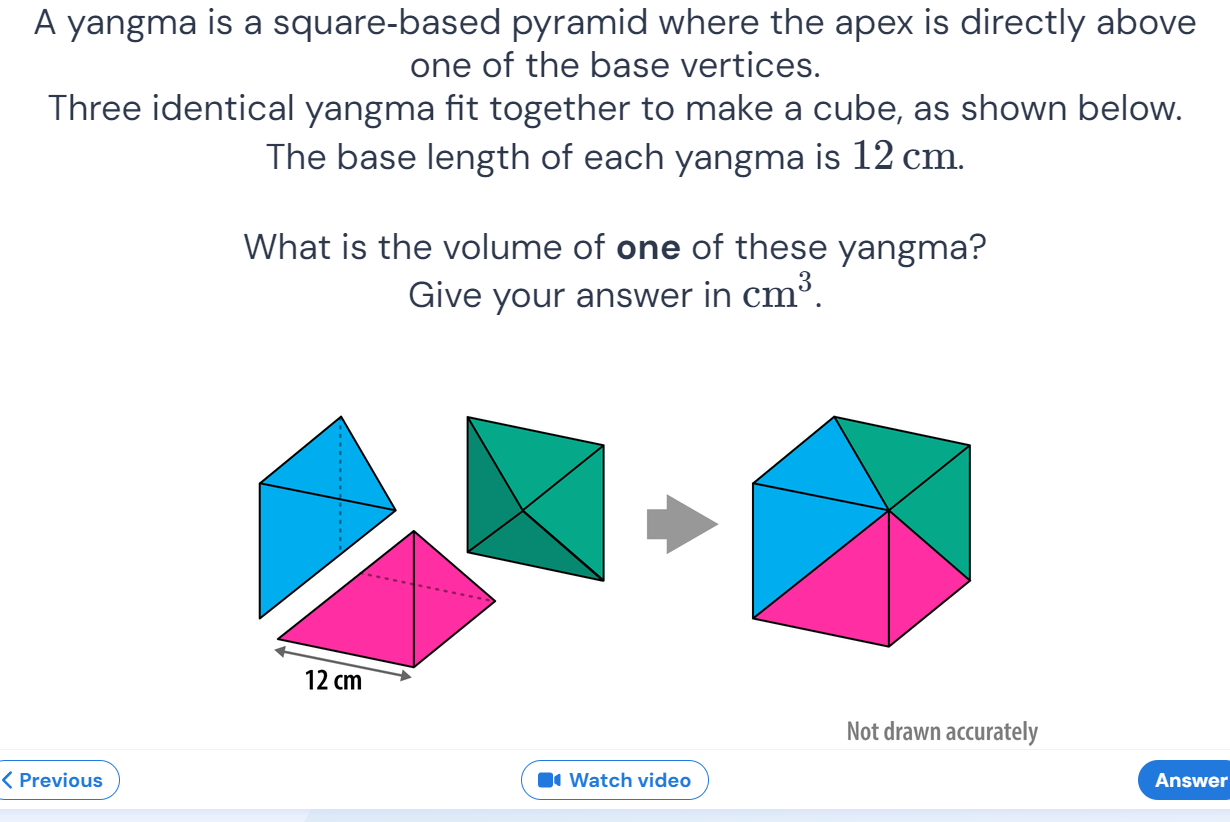 A yangma is a square-based pyramid where the apex is directly above
one of the base vertices.
Three identical yangma fit together to make a cube, as shown below.
The base length of each yangma is 12 cm.
What is the volume of one of these yangma?
Give your answer in cm³.
12 cm
Not drawn accurately
Previous
Watch video
Answer